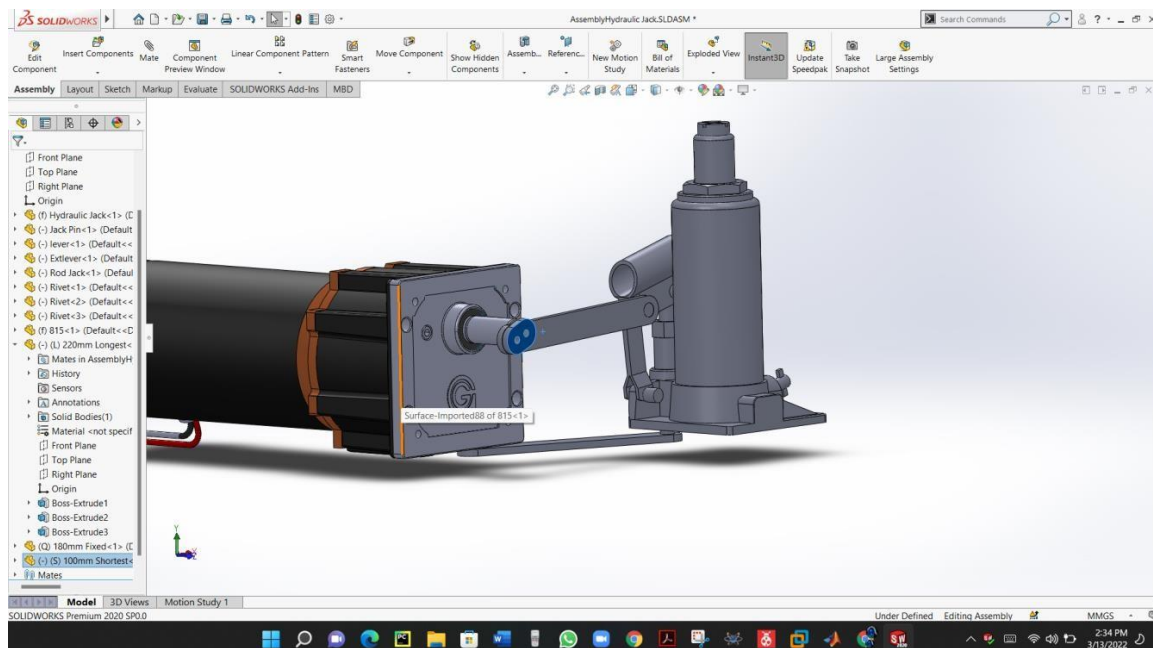 SOLIDWORKS
AssemblyHydraulic Jack.SLDASM *
Search Commands
Edit Component
Insert Components
Mate
Component Preview Window
Linear Component Pattern
Smart Fasteners
Move Component
Show Hidden Components
Assemb...
Referenc...
New Motion Study
Bill of Materials
Exploded View
Instant3D
Update Speedpak
Take Snapshot
Large Assembly Settings
Assembly Layout Sketch Markup Evaluate SOLIDWORKS Add-Ins MBD
Front Plane
Top Plane
Right Plane
Origin
(f) Hydraulic Jack<1> (D
(-) Jack Pin<1> (Default
(-) lever<1> (Default<<
(-) Extlever<1> (Default
(-) Rod Jack<1> (Defaul
(-) Rivet<1> (Default<<
(-) Rivet<2> (Default<<
(-) Rivet<3> (Default<<
(f) 815<1> (Default<<D
(-) (L) 220mm Longest<
Mates in AssemblyH
History
Sensors
Annotations
Solid Bodies(1)
Material <not specif
Front Plane
Top Plane
Right Plane
Origin
Boss-Extrude1
Boss-Extrude2
Boss-Extrude3
(Q) 180mm Fixed<1> (D
(-) (S) 100mm Shortest<
Mates
Surface-Imported88 of 815<1>
G
Y
Model 3D Views Motion Study 1
SOLIDWORKS Premium 2020 SP0.0
Under Defined Editing Assembly MMGS
2:34 PM
3/13/2022